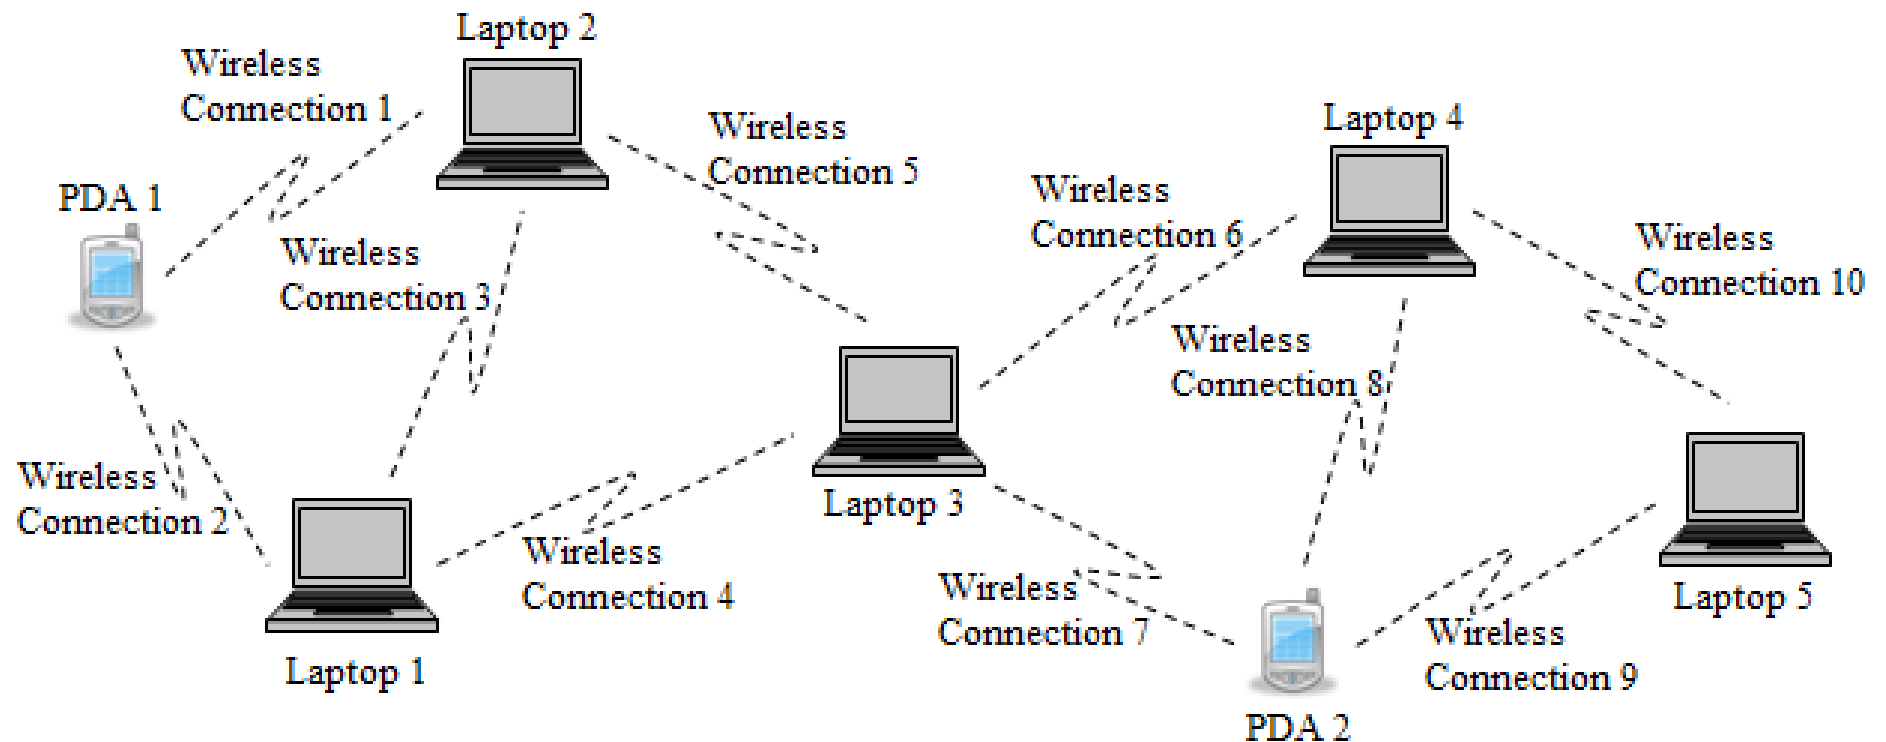 Laptop 2
Wireless
Connection 1
Wireless
Connection 5
Laptop 4
PDA 1
Wireless
Connection 6
Wireless
Connection 3
Wireless
Connection 10
Wireless
Connection 8
Wireless
Connection 2
Laptop 3
Wireless
Connection 4
Wireless
Connection 7
Laptop 5
Wireless
Connection 9
Laptop 1
PDA 2